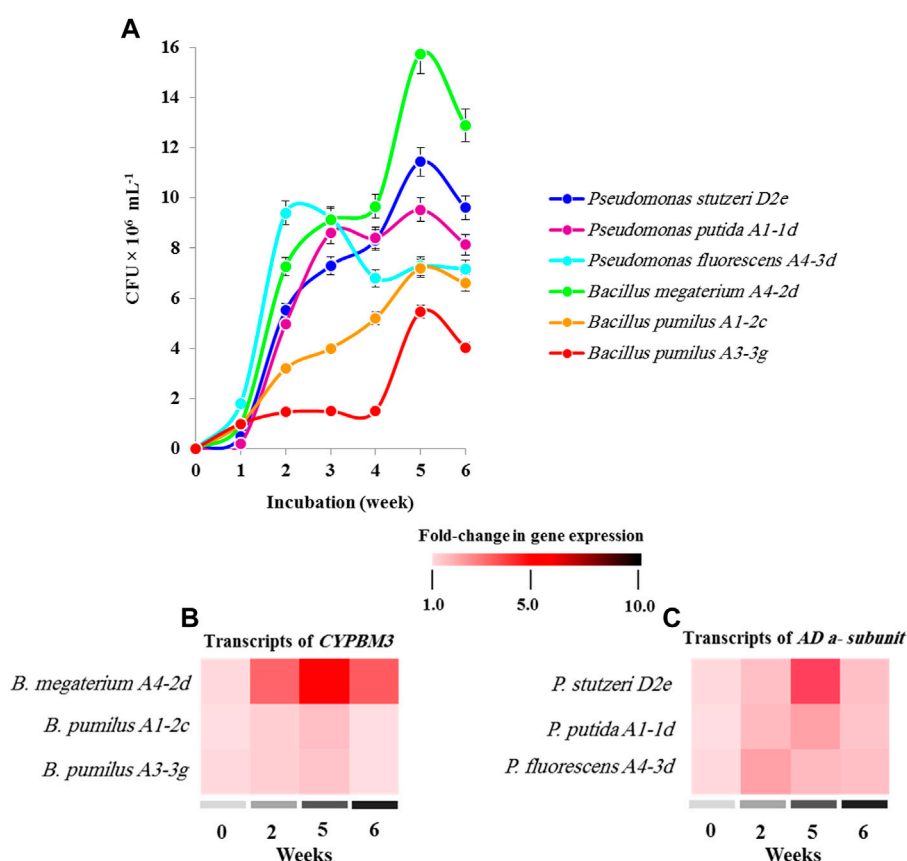 A
16
14
12
10
8
6
4
2
0
CFU × 10⁶ mL⁻¹
0 1 2 3 4 5 6
Incubation (week)
Pseudomonas stutzeri D2e
Pseudomonas putida A1-1d
Pseudomonas fluorescens A4-3d
Bacillus megaterium A4-2d
Bacillus pumilus A1-2c
Bacillus pumilus A3-3g
Fold-change in gene expression
1.0 5.0 10.0
B
Transcripts of CYPBM3
B. megaterium A4-2d
B. pumilus A1-2c
B. pumilus A3-3g
0 2 5 6
Weeks
C
Transcripts of AD a- subunit
P. stutzeri D2e
P. putida A1-1d
P. fluorescens A4-3d
0 2 5 6
Weeks